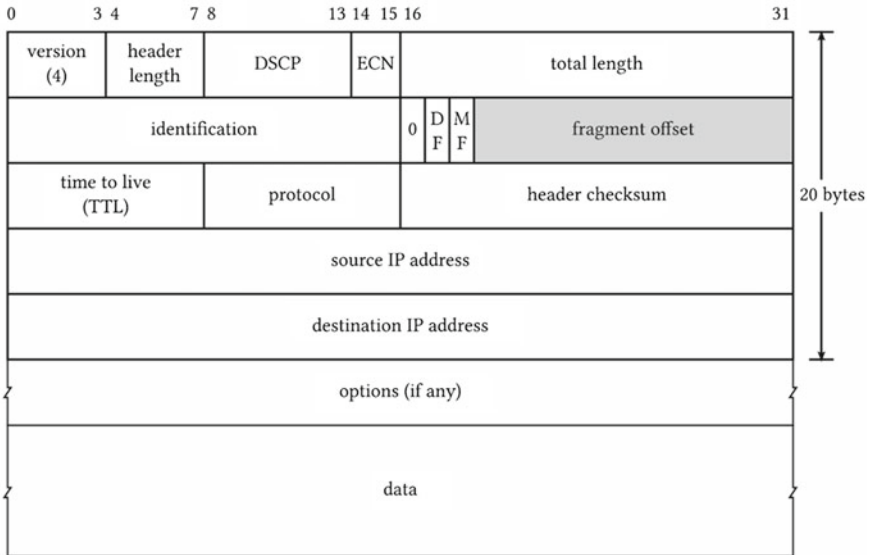 0 3 4 7 8 13 14 15 16 31
version
(4)
header
length
DSCP
ECN
total length
identification
0
D
F
M
F
fragment offset
time to live
(TTL)
protocol
header checksum
20 bytes
source IP address
destination IP address
options (if any)
data